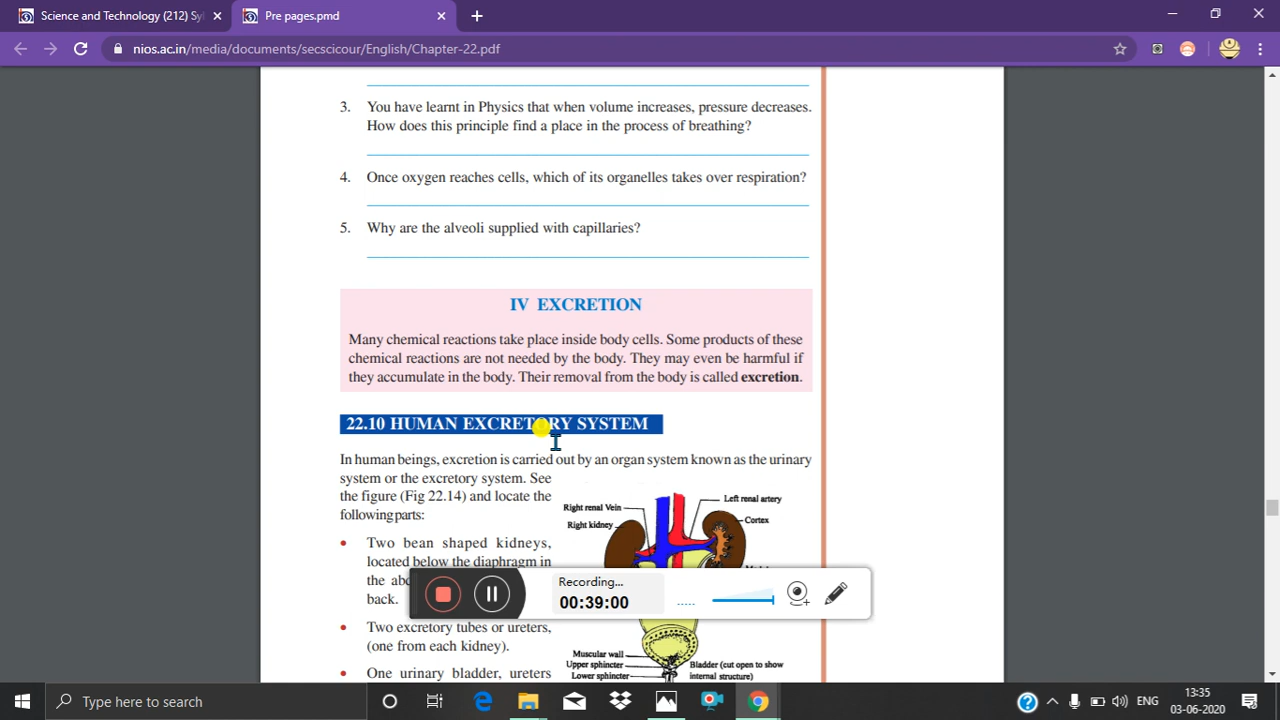 Science and Technology (212) Syl
Pre pages.pmd
nios.ac.in/media/documents/secscicour/English/Chapter-22.pdf
3. You have learnt in Physics that when volume increases, pressure decreases.
How does this principle find a place in the process of breathing?
4. Once oxygen reaches cells, which of its organelles takes over respiration?
5. Why are the alveoli supplied with capillaries?
IV EXCRETION
Many chemical reactions take place inside body cells. Some products of these
chemical reactions are not needed by the body. They may even be harmful if
they accumulate in the body. Their removal from the body is called excretion.
22.10 HUMAN EXCRETORY SYSTEM
In human beings, excretion is carried out by an organ system known as the urinary
system or the excretory system. See
the figure (Fig 22.14) and locate the
following parts:
• Two bean shaped kidneys,
located below the diaphragm in
the
back.
• Two excretory tubes or ureters,
(one from each kidney).
• One urinary bladder, ureters
Right renal Vein
Left renal artery
Right kidney
Cortex
Muscular wall
Upper sphincter
Lower sphincter
Bladder (cut open to show
internal structure)
Recording...
00:39:00
Type here to search
ENG
13:35
03-06-2020